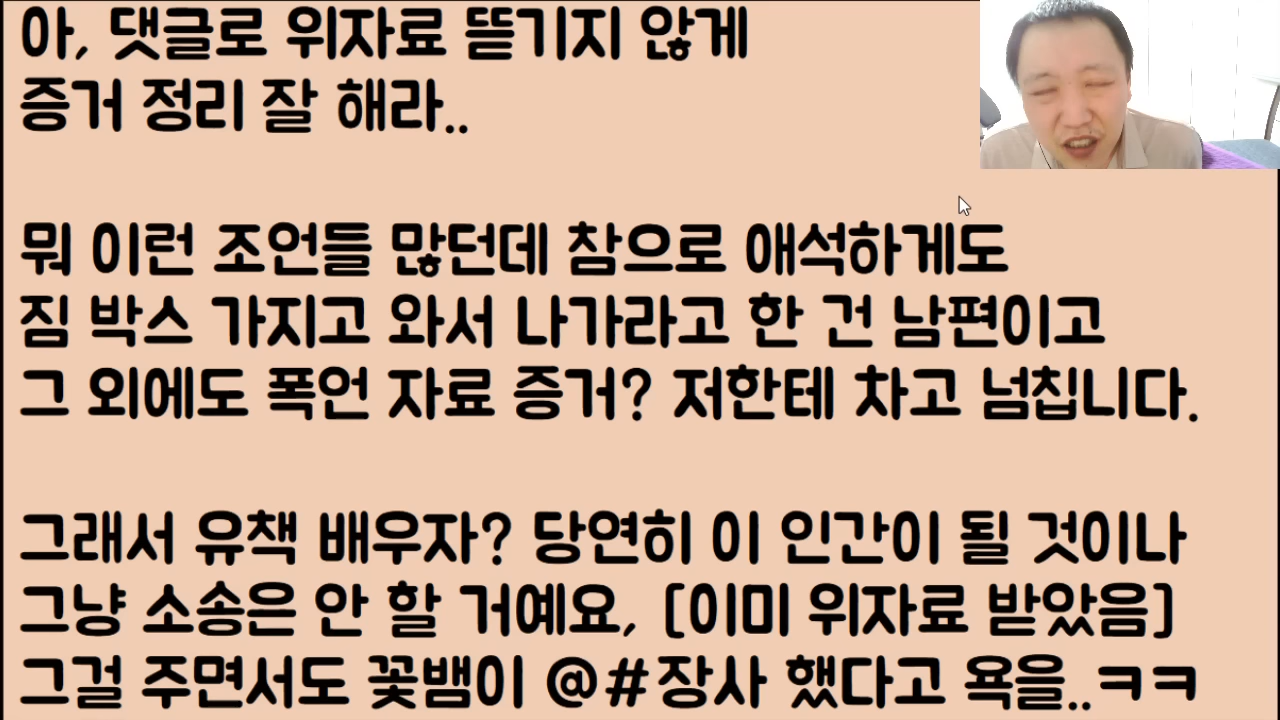 아, 댓글로 위자료 뜯기지 않게
증거 정리 잘 해라..
뭐 이런 조언들 많던데 참으로 애석하게도
짐 박스 가지고 와서 나가라고 한 건 남편이고
그 외에도 폭언 자료 증거? 저한테 차고 넘칩니다.
그래서 유책 배우자? 당연히 이 인간이 될 것이나
그냥 소송은 안 할 거예요, [이미 위자료 받았음]
그걸 주면서도 꽃뱀이 @#장사 했다고 욕을..ㅋㅋ